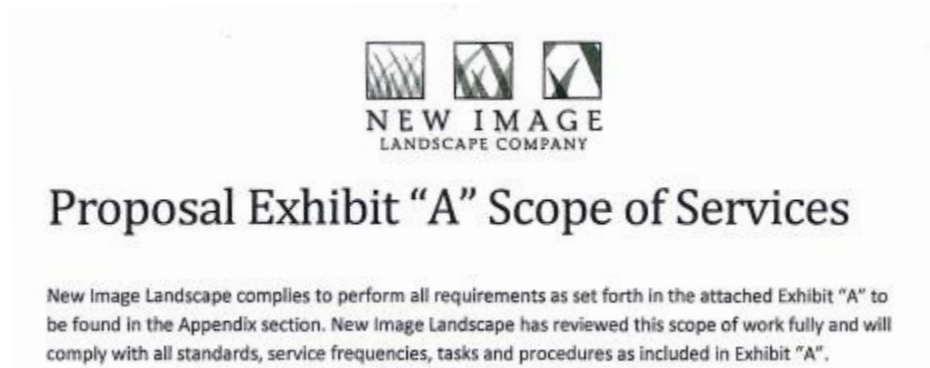 NEW IMAGE
LANDSCAPE COMPANY
Proposal Exhibit “A” Scope of Services
New Image Landscape complies to perform all requirements as set forth in the attached Exhibit “A” to
be found in the Appendix section. New Image Landscape has reviewed this scope of work fully and will
comply with all standards, service frequencies, tasks and procedures as included in Exhibit “A”.